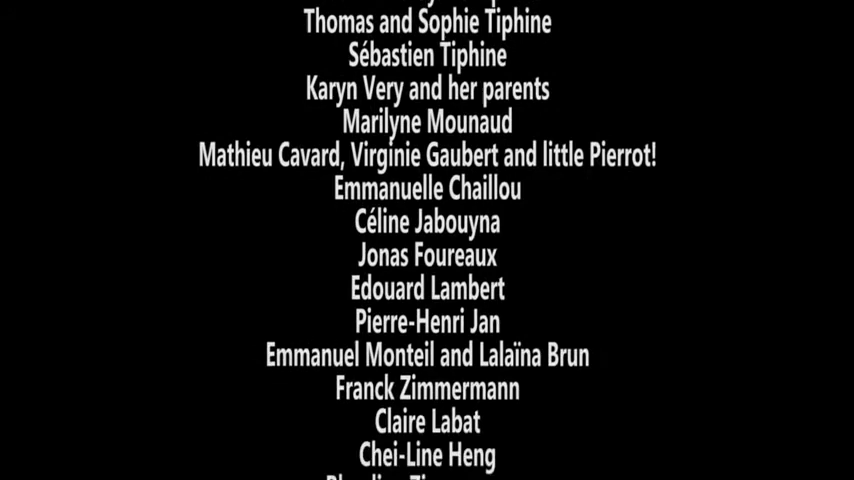 Thomas and Sophie Tiphine
Sébastien Tiphine
Karyn Very and her parents
Marilyne Mounaud
Mathieu Cavard, Virginie Gaubert and little Pierrot!
Emmanuelle Chaillou
Céline Jabouyna
Jonas Foureaux
Edouard Lambert
Pierre-Henri Jan
Emmanuel Monteil and Lalaïna Brun
Franck Zimmermann
Claire Labat
Chei-Line Heng